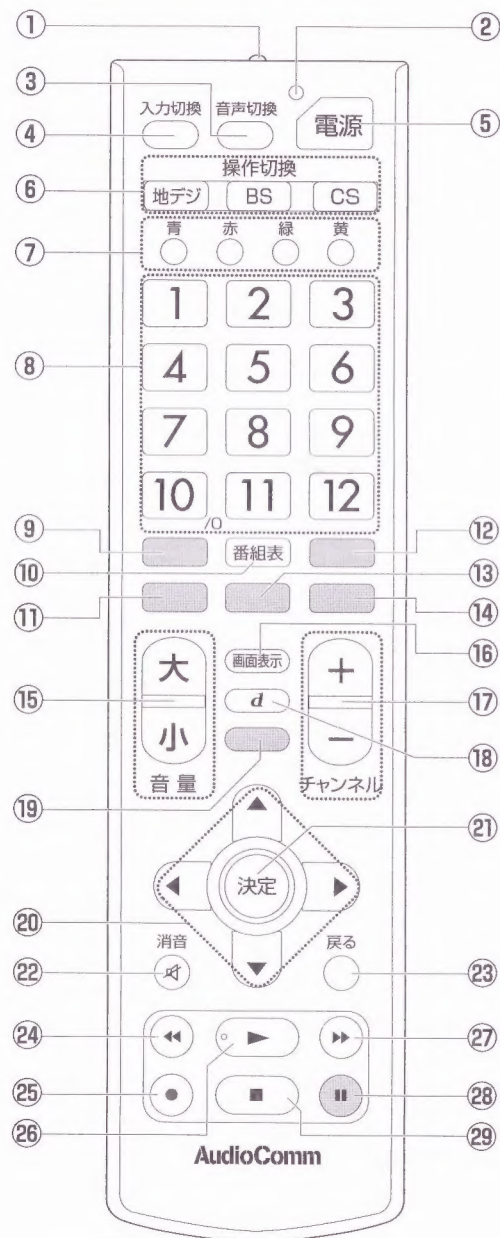 ① ②
③
入力切換 音声切換
④ 電源 ⑤
操作切換
⑥ 地デジ BS CS
青 赤 緑 黄
⑦
1 2 3
⑧ 4 5 6
7 8 9
10 /0 11 12
⑨ ⑫
⑩ 番組表 ⑬
⑪ ⑭
⑯
大 画面表示 +
⑮ ⑰
小 d − ⑱
音量 チャンネル
⑲
㉑
決定
⑳
消音 戻る
㉒ ㉓
㉔ ㉗
㉕ ㉘
㉖ ㉙
AudioComm